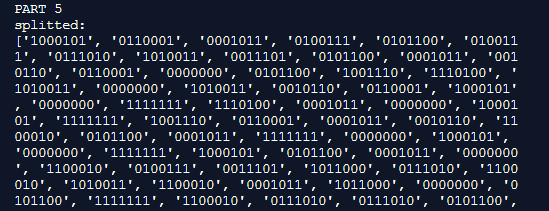 PART 5
splitted:
['1000101', '0110001', '0001011', '0100111', '0101100', '010011
1', '0111010', '1010011', '0011101', '0101100', '0001011', '001
0110', '0110001', '0000000', '0101100', '1001110', '1110100', '
1010011', '0000000', '1010011', '0010110', '0110001', '1000101'
, '0000000', '1111111', '1110100', '0001011', '0000000', '10001
01', '1111111', '1001110', '0110001', '0001011', '0010110', '11
00010', '0101100', '0001011', '1111111', '0000000', '1000101',
'0000000', '1111111', '1000101', '0101100', '0001011', '0000000
', '1100010', '0100111', '0011101', '1011000', '0111010', '1100
010', '1010011', '1100010', '0001011', '1011000', '0000000', '0
101100', '1111111', '1100010', '0111010', '0111010', '0101100',